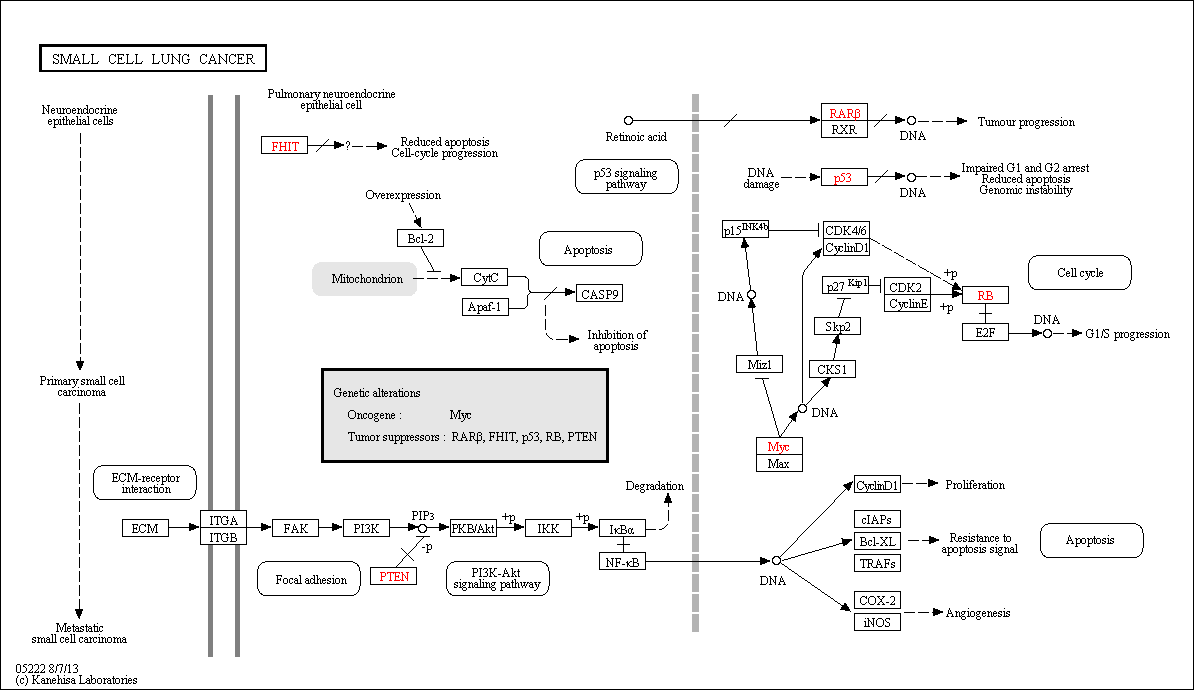 SMALL CELL LUNG CANCER
Neuroendocrine
epithelial cells
Primary small cell
carcinoma
Metastatic
small cell carcinoma
Pulmonary neuroendocrine
epithelial cell
FHIT
?
Reduced apoptosis
Cell-cycle progression
Overexpression
Bcl-2
Apoptosis
Mitochondrion
CytC
Apaf-1
CASP9
Inhibition of
apoptosis
Genetic alterations
Oncogene : Myc
Tumor suppressors : RARβ, FHIT, p53, RB, PTEN
Retinoic acid
RARβ
RXR
DNA
Tumour progression
p53 signaling
pathway
DNA
damage
p53
DNA
Impaired G1 and G2 arrest
Reduced apoptosis
Genomic instability
p15INK4b
CDK4/6
CyclinD1
+p
Cell cycle
p27Kip1
CDK2
CyclinE
+p
RB
DNA
Skp2
E2F
DNA
G1/S progression
Miz1
CKS1
DNA
Myc
Max
ECM-receptor
interaction
ECM
ITGA
ITGB
FAK
PI3K
PIP3
-p
PTEN
PKB/Akt
+p
IKK
+p
IκBα
Degradation
NF-κB
Focal adhesion
PI3K-Akt
signaling pathway
DNA
CyclinD1
Proliferation
cIAPs
Bcl-XL
TRAFs
Resistance to
apoptosis signal
Apoptosis
COX-2
iNOS
Angiogenesis
05222 8/7/13
(c) Kanehisa Laboratories